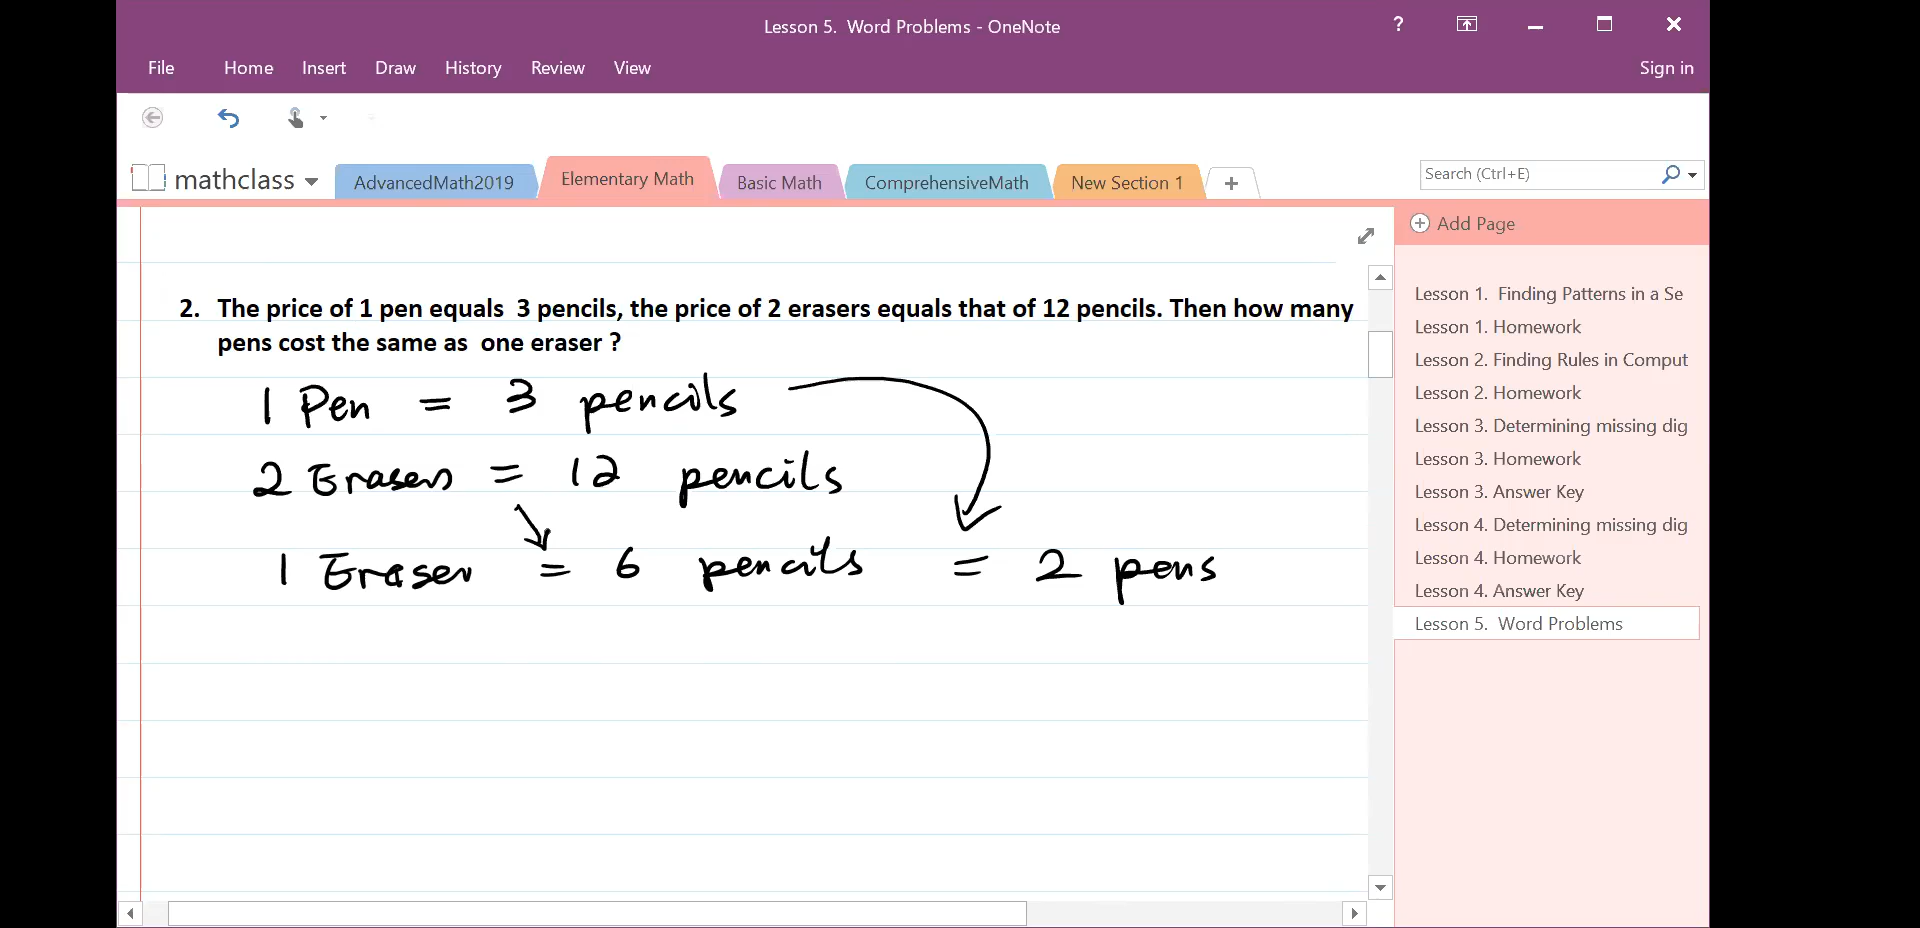 Lesson 5.  Word Problems - OneNote
?
File Home Insert Draw History Review View Sign in
mathclass AdvancedMath2019 Elementary Math Basic Math ComprehensiveMath New Section 1 + Search (Ctrl+E)
Add Page
2. The price of 1 pen equals  3 pencils, the price of 2 erasers equals that of 12 pencils. Then how many
pens cost the same as  one eraser ?
1 Pen = 3 pencils
2 Erasers = 12 pencils
1 Eraser = 6 pencils = 2 pens
Lesson 1.  Finding Patterns in a Se
Lesson 1. Homework
Lesson 2. Finding Rules in Comput
Lesson 2. Homework
Lesson 3. Determining missing dig
Lesson 3. Homework
Lesson 3. Answer Key
Lesson 4. Determining missing dig
Lesson 4. Homework
Lesson 4. Answer Key
Lesson 5.  Word Problems